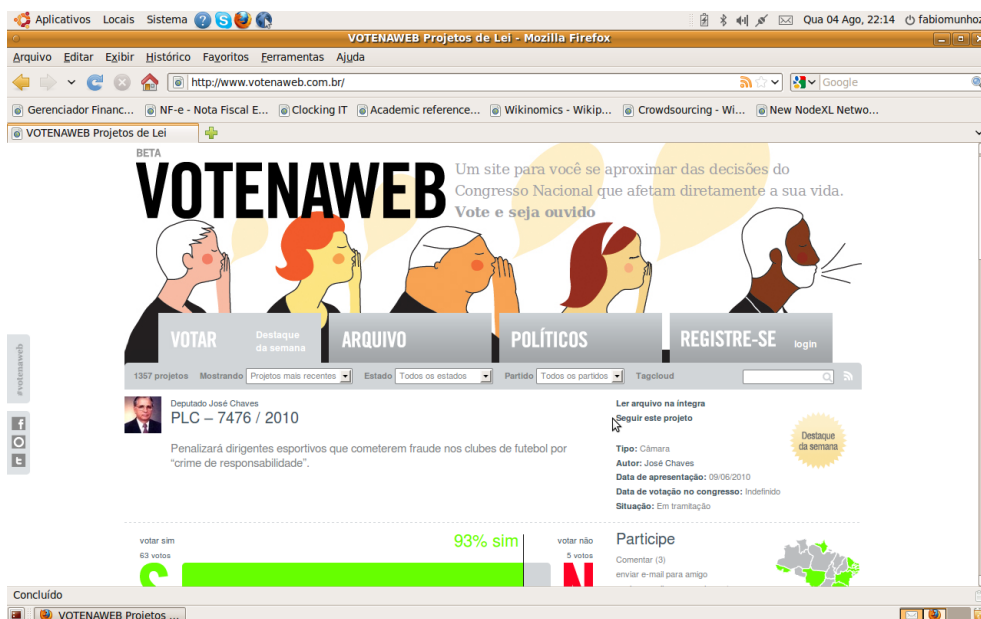 Aplicativos Locais Sistema
Qua 04 Ago, 22:14 fabiomunhoz
VOTENAWEB Projetos de Lei - Mozilla Firefox
Arquivo Editar Exibir Histórico Favoritos Ferramentas Ajuda
http://www.votenaweb.com.br/
Google
Gerenciador Financ... NF-e - Nota Fiscal E... Clocking IT Academic reference... Wikinomics - Wikip... Crowdsourcing - Wi... New NodeXL Netwo...
VOTENAWEB Projetos de Lei
BETA
VOTENAWEB
Um site para você se aproximar das decisões do
Congresso Nacional que afetam diretamente a sua vida.
Vote e seja ouvido
VOTAR Destaque da semana ARQUIVO POLÍTICOS REGISTRE-SE login
#votenaweb
1357 projetos Mostrando Projetos mais recentes Estado Todos os estados Partido Todos os partidos Tagcloud
Deputado José Chaves
PLC – 7476 / 2010
Penalizará dirigentes esportivos que cometerem fraude nos clubes de futebol por
“crime de responsabilidade”.
Ler arquivo na íntegra
Seguir este projeto
Tipo: Câmara
Autor: José Chaves
Data de apresentação: 09/06/2010
Data de votação no congresso: Indefinido
Situação: Em tramitação
Destaque
da semana
votar sim
63 votos
S
93% sim
votar não
5 votos
N
Participe
Comentar (3)
enviar e-mail para amigo
Concluído
VOTENAWEB Projetos ...